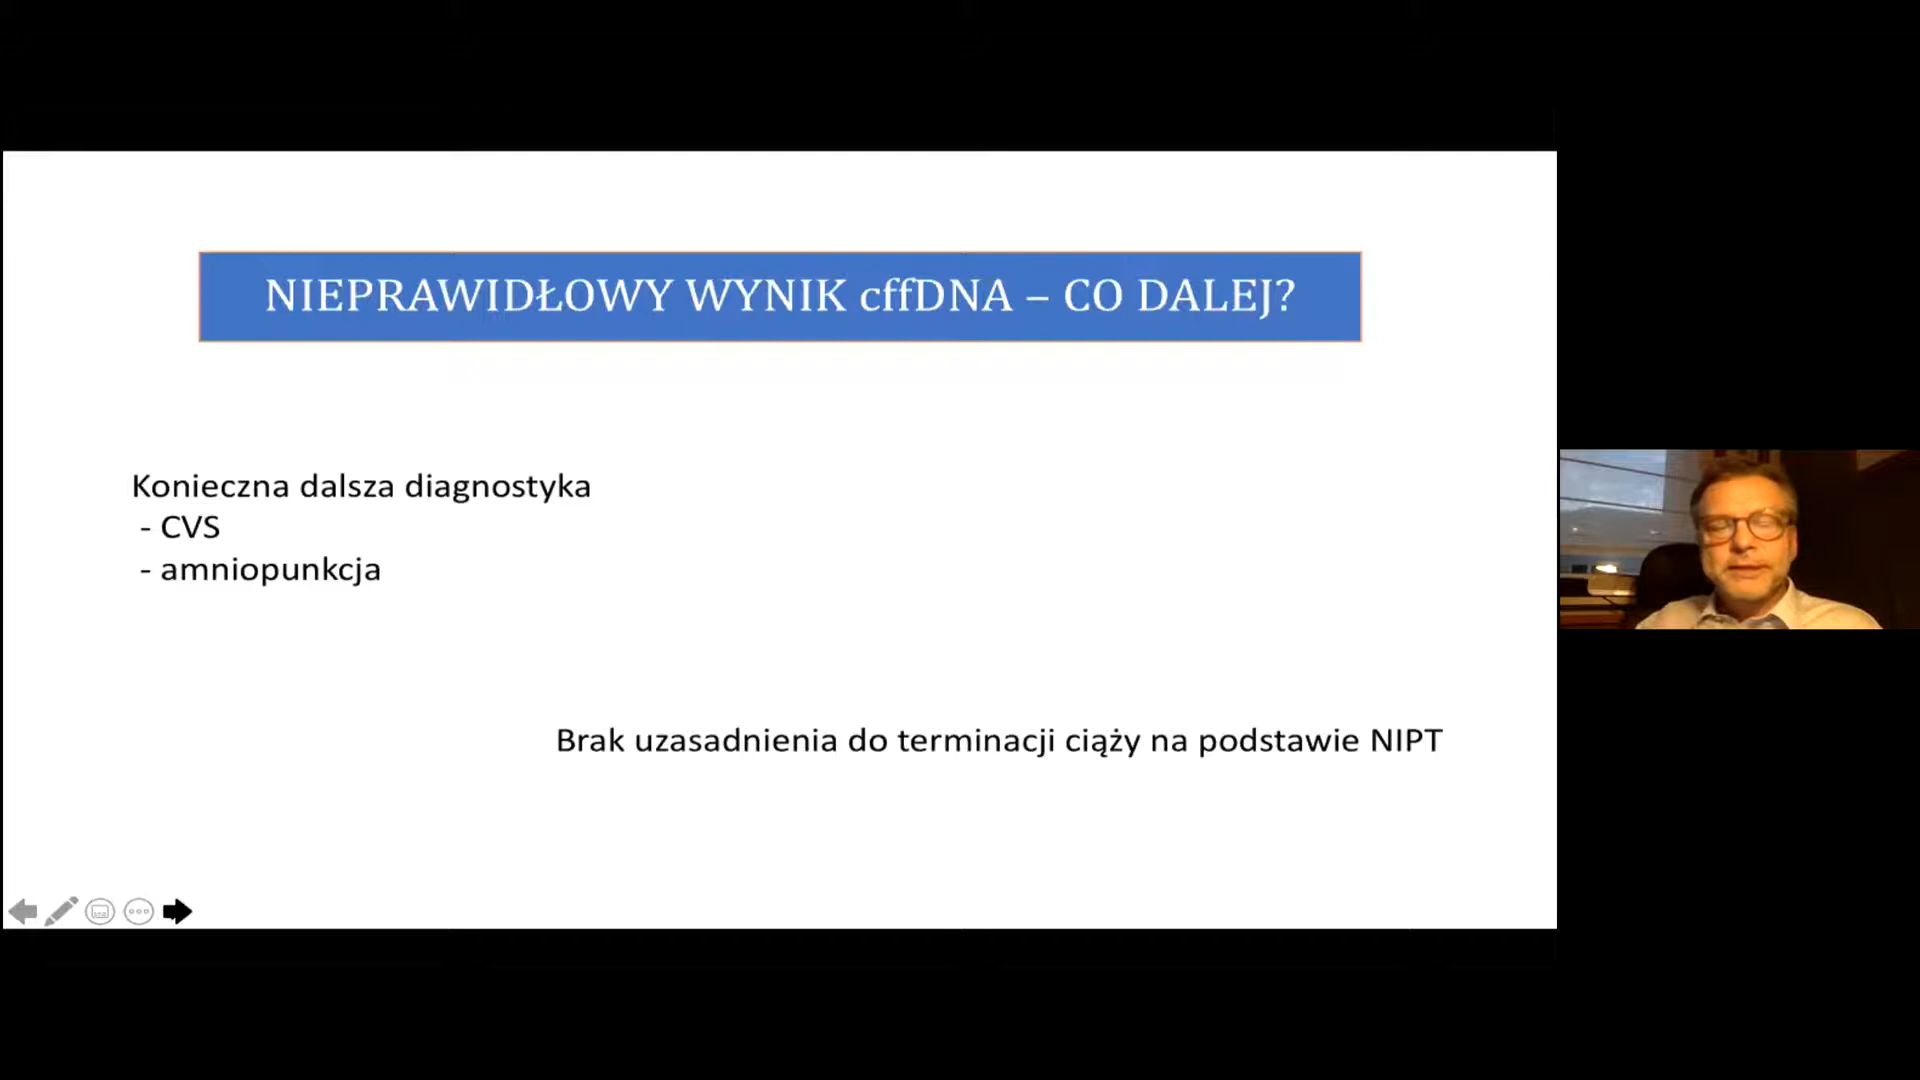 NIEPRAWIDŁOWY WYNIK cffDNA – CO DALEJ?
Konieczna dalsza diagnostyka
- CVS
- amniopunkcja
Brak uzasadnienia do terminacji ciąży na podstawie NIPT